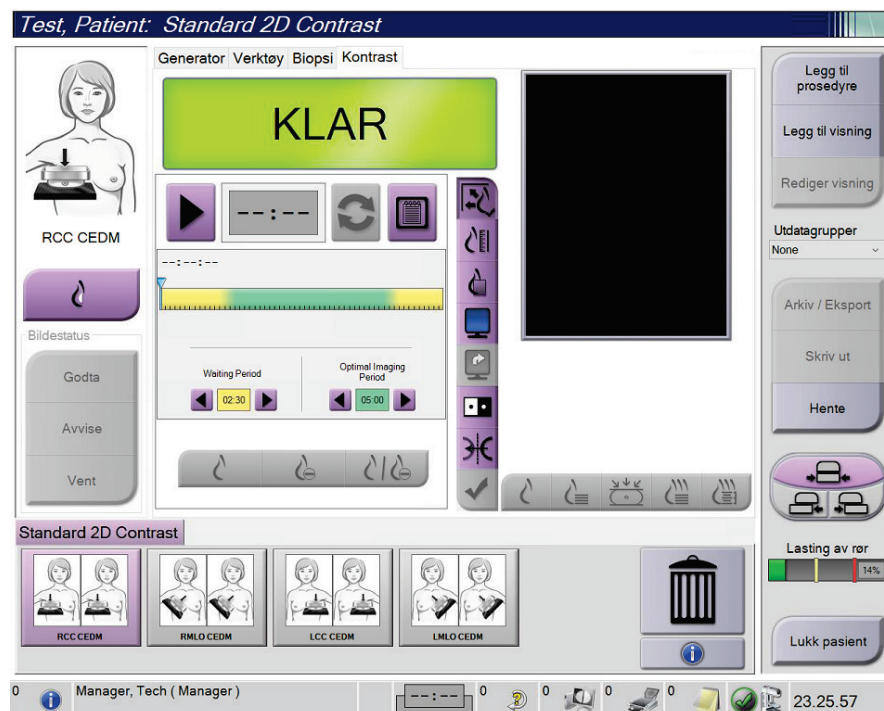 Test, Patient: Standard 2D Contrast
Generator Verktøy Biopsi Kontrast
KLAR
RCC CEDM
--:--
--:--:--
Waiting Period
02:30
Optimal Imaging
Period
05:00
Bildestatus
Godta
Avvise
Vent
Legg til
prosedyre
Legg til visning
Rediger visning
Utdatagrupper
None
Arkiv / Eksport
Skriv ut
Hente
Lasting av rør
14%
Lukk pasient
Standard 2D Contrast
RCC CEDM
RMLO CEDM
LCC CEDM
LMLO CEDM
0 Manager, Tech ( Manager ) --:-- 0 0 0 0 23.25.57